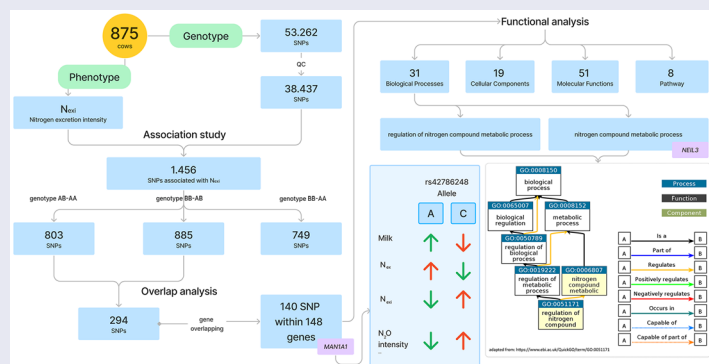 875
cows
Genotype
53.262
SNPs
QC
38.437
SNPs
Phenotype
Nexi
Nitrogen excretion intensity
Association study
1.456
SNPs associated with Nexi
genotype AB-AA
genotype BB-AB
genotype BB-AA
803
SNPs
885
SNPs
749
SNPs
Overlap analysis
294
SNPs
gene
overlapping
140 SNP
within 148
genes
MAN1A1
Functional analysis
31
Biological Processes
19
Cellular Components
51
Molecular Functions
8
Pathway
regulation of nitrogen compound metabolic process
nitrogen compound metabolic process
NEIL3
rs42786248
Allele
A
C
Milk
Nexi
N2O
intensity
GO:0008150
biological
process
GO:0065007
biological
regulation
GO:0008152
metabolic
process
GO:0050789
regulation of
biological
process
GO:0019222
regulation of
metabolic
process
GO:0006807
nitrogen
compound
metabolic
GO:0051171
regulation of
nitrogen
compound
Process
Function
Component
A Is a B
A Part of B
A Regulates B
A Positively regulates B
A Negatively regulates B
A Occurs in B
A Capable of B
A Capable of part of B
adapted from: https://www.ebi.ac.uk/QuickGO/term/GO:0051171